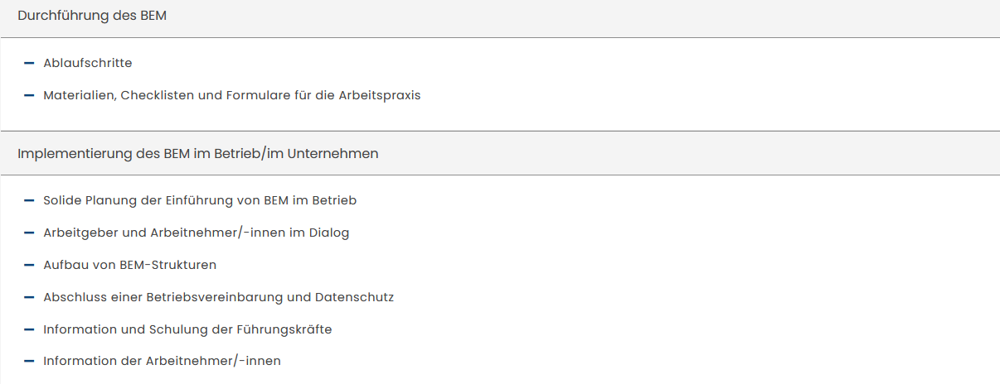 Durchführung des BEM
Ablaufschritte
Materialien, Checklisten und Formulare für die Arbeitspraxis
Implementierung des BEM im Betrieb/im Unternehmen
Solide Planung der Einführung von BEM im Betrieb
Arbeitgeber und Arbeitnehmer/-innen im Dialog
Aufbau von BEM-Strukturen
Abschluss einer Betriebsvereinbarung und Datenschutz
Information und Schulung der Führungskräfte
Information der Arbeitnehmer/-innen